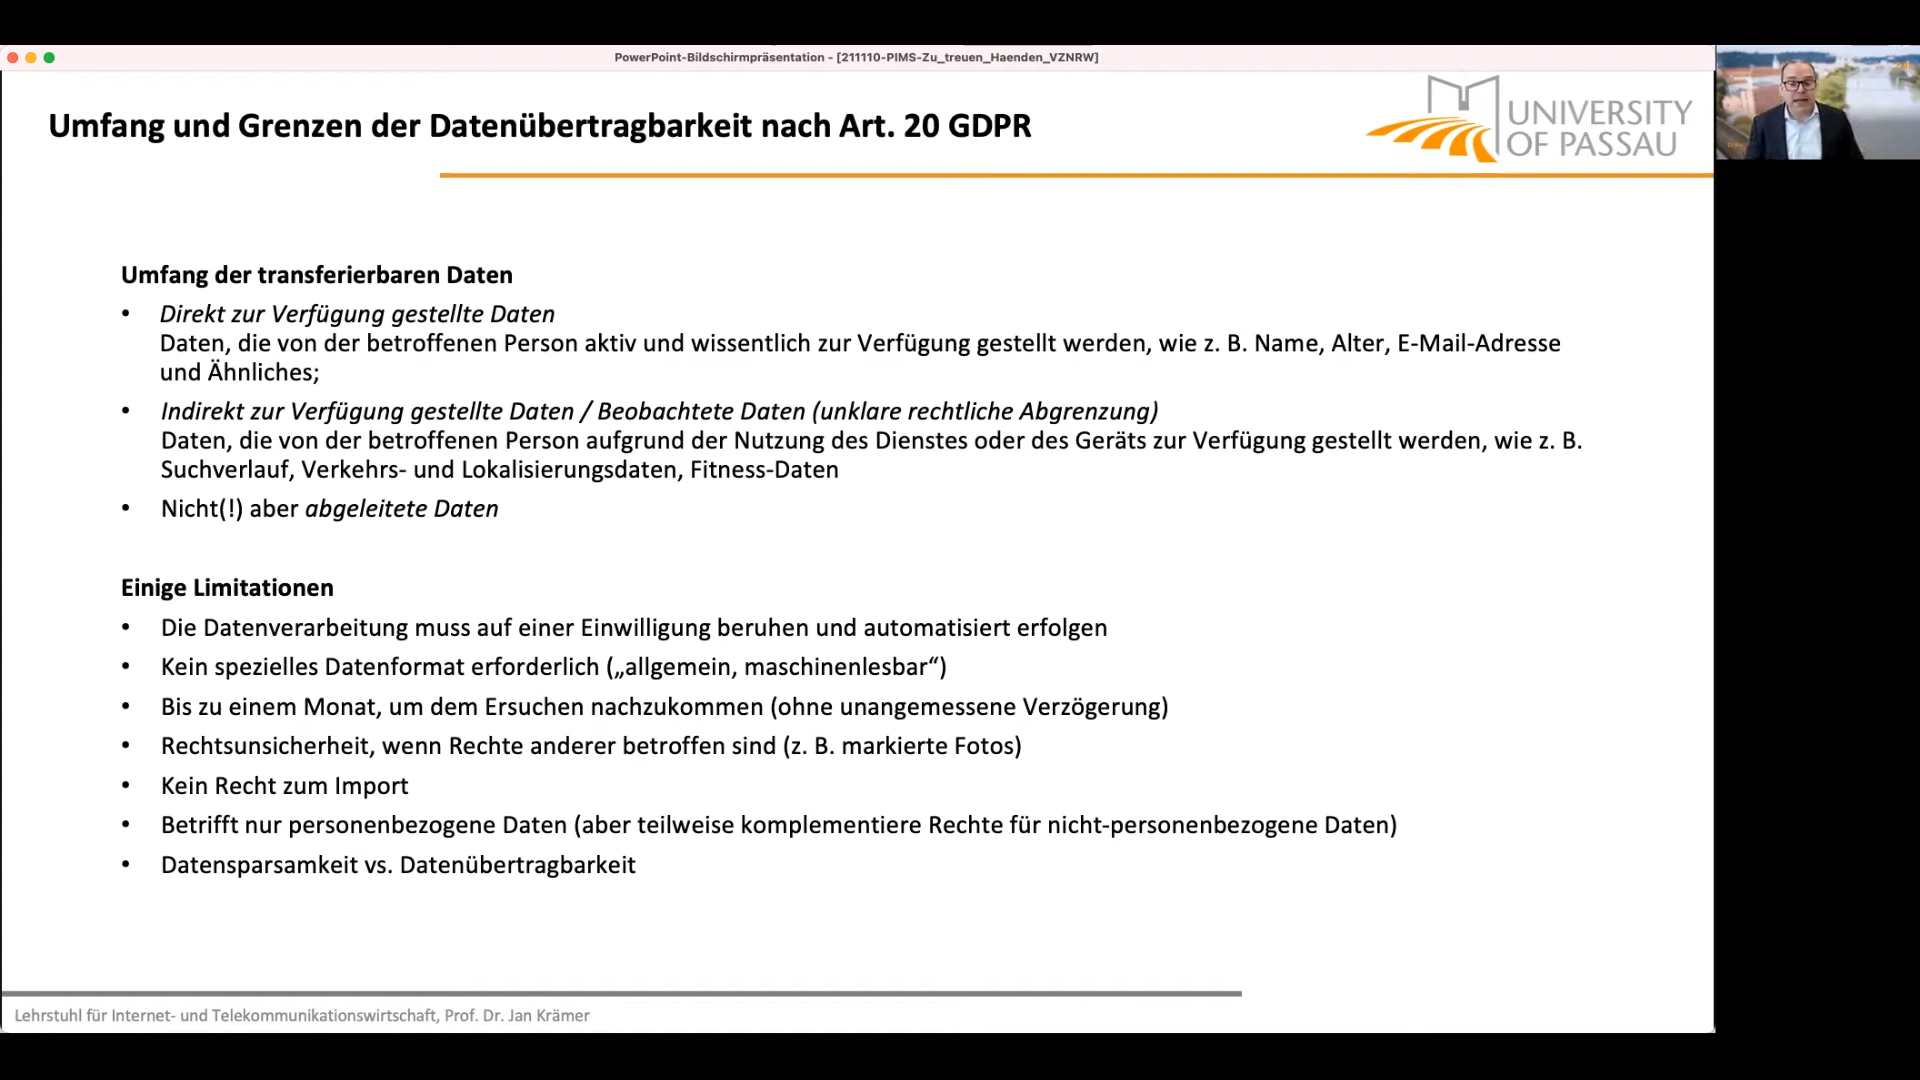 PowerPoint-Bildschirmpräsentation - [211110-PIMS-Zu_treuen_Haenden_VZNRW]
Umfang und Grenzen der Datenübertragbarkeit nach Art. 20 GDPR
UNIVERSITY
OF PASSAU
Umfang der transferierbaren Daten
• Direkt zur Verfügung gestellte Daten
Daten, die von der betroffenen Person aktiv und wissentlich zur Verfügung gestellt werden, wie z. B. Name, Alter, E-Mail-Adresse
und Ähnliches;
• Indirekt zur Verfügung gestellte Daten / Beobachtete Daten (unklare rechtliche Abgrenzung)
Daten, die von der betroffenen Person aufgrund der Nutzung des Dienstes oder des Geräts zur Verfügung gestellt werden, wie z. B.
Suchverlauf, Verkehrs- und Lokalisierungsdaten, Fitness-Daten
• Nicht(!) aber abgeleitete Daten
Einige Limitationen
• Die Datenverarbeitung muss auf einer Einwilligung beruhen und automatisiert erfolgen
• Kein spezielles Datenformat erforderlich („allgemein, maschinenlesbar“)
• Bis zu einem Monat, um dem Ersuchen nachzukommen (ohne unangemessene Verzögerung)
• Rechtsunsicherheit, wenn Rechte anderer betroffen sind (z. B. markierte Fotos)
• Kein Recht zum Import
• Betrifft nur personenbezogene Daten (aber teilweise komplementiere Rechte für nicht-personenbezogene Daten)
• Datensparsamkeit vs. Datenübertragbarkeit
Lehrstuhl für Internet- und Telekommunikationswirtschaft, Prof. Dr. Jan Krämer